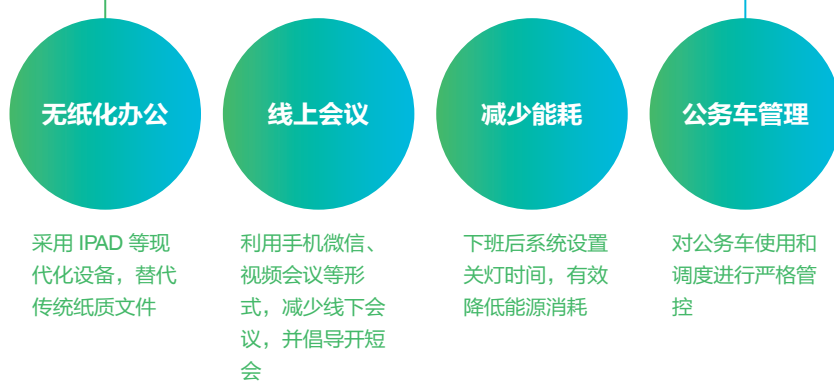 无纸化办公
线上会议
减少能耗
公务车管理
采用 IPAD 等现
代化设备，替代
传统纸质文件
利用手机微信、
视频会议等形
式，减少线下会
议，并倡导开短
会
下班后系统设置
关灯时间，有效
降低能源消耗
对公务车使用和
调度进行严格管
控